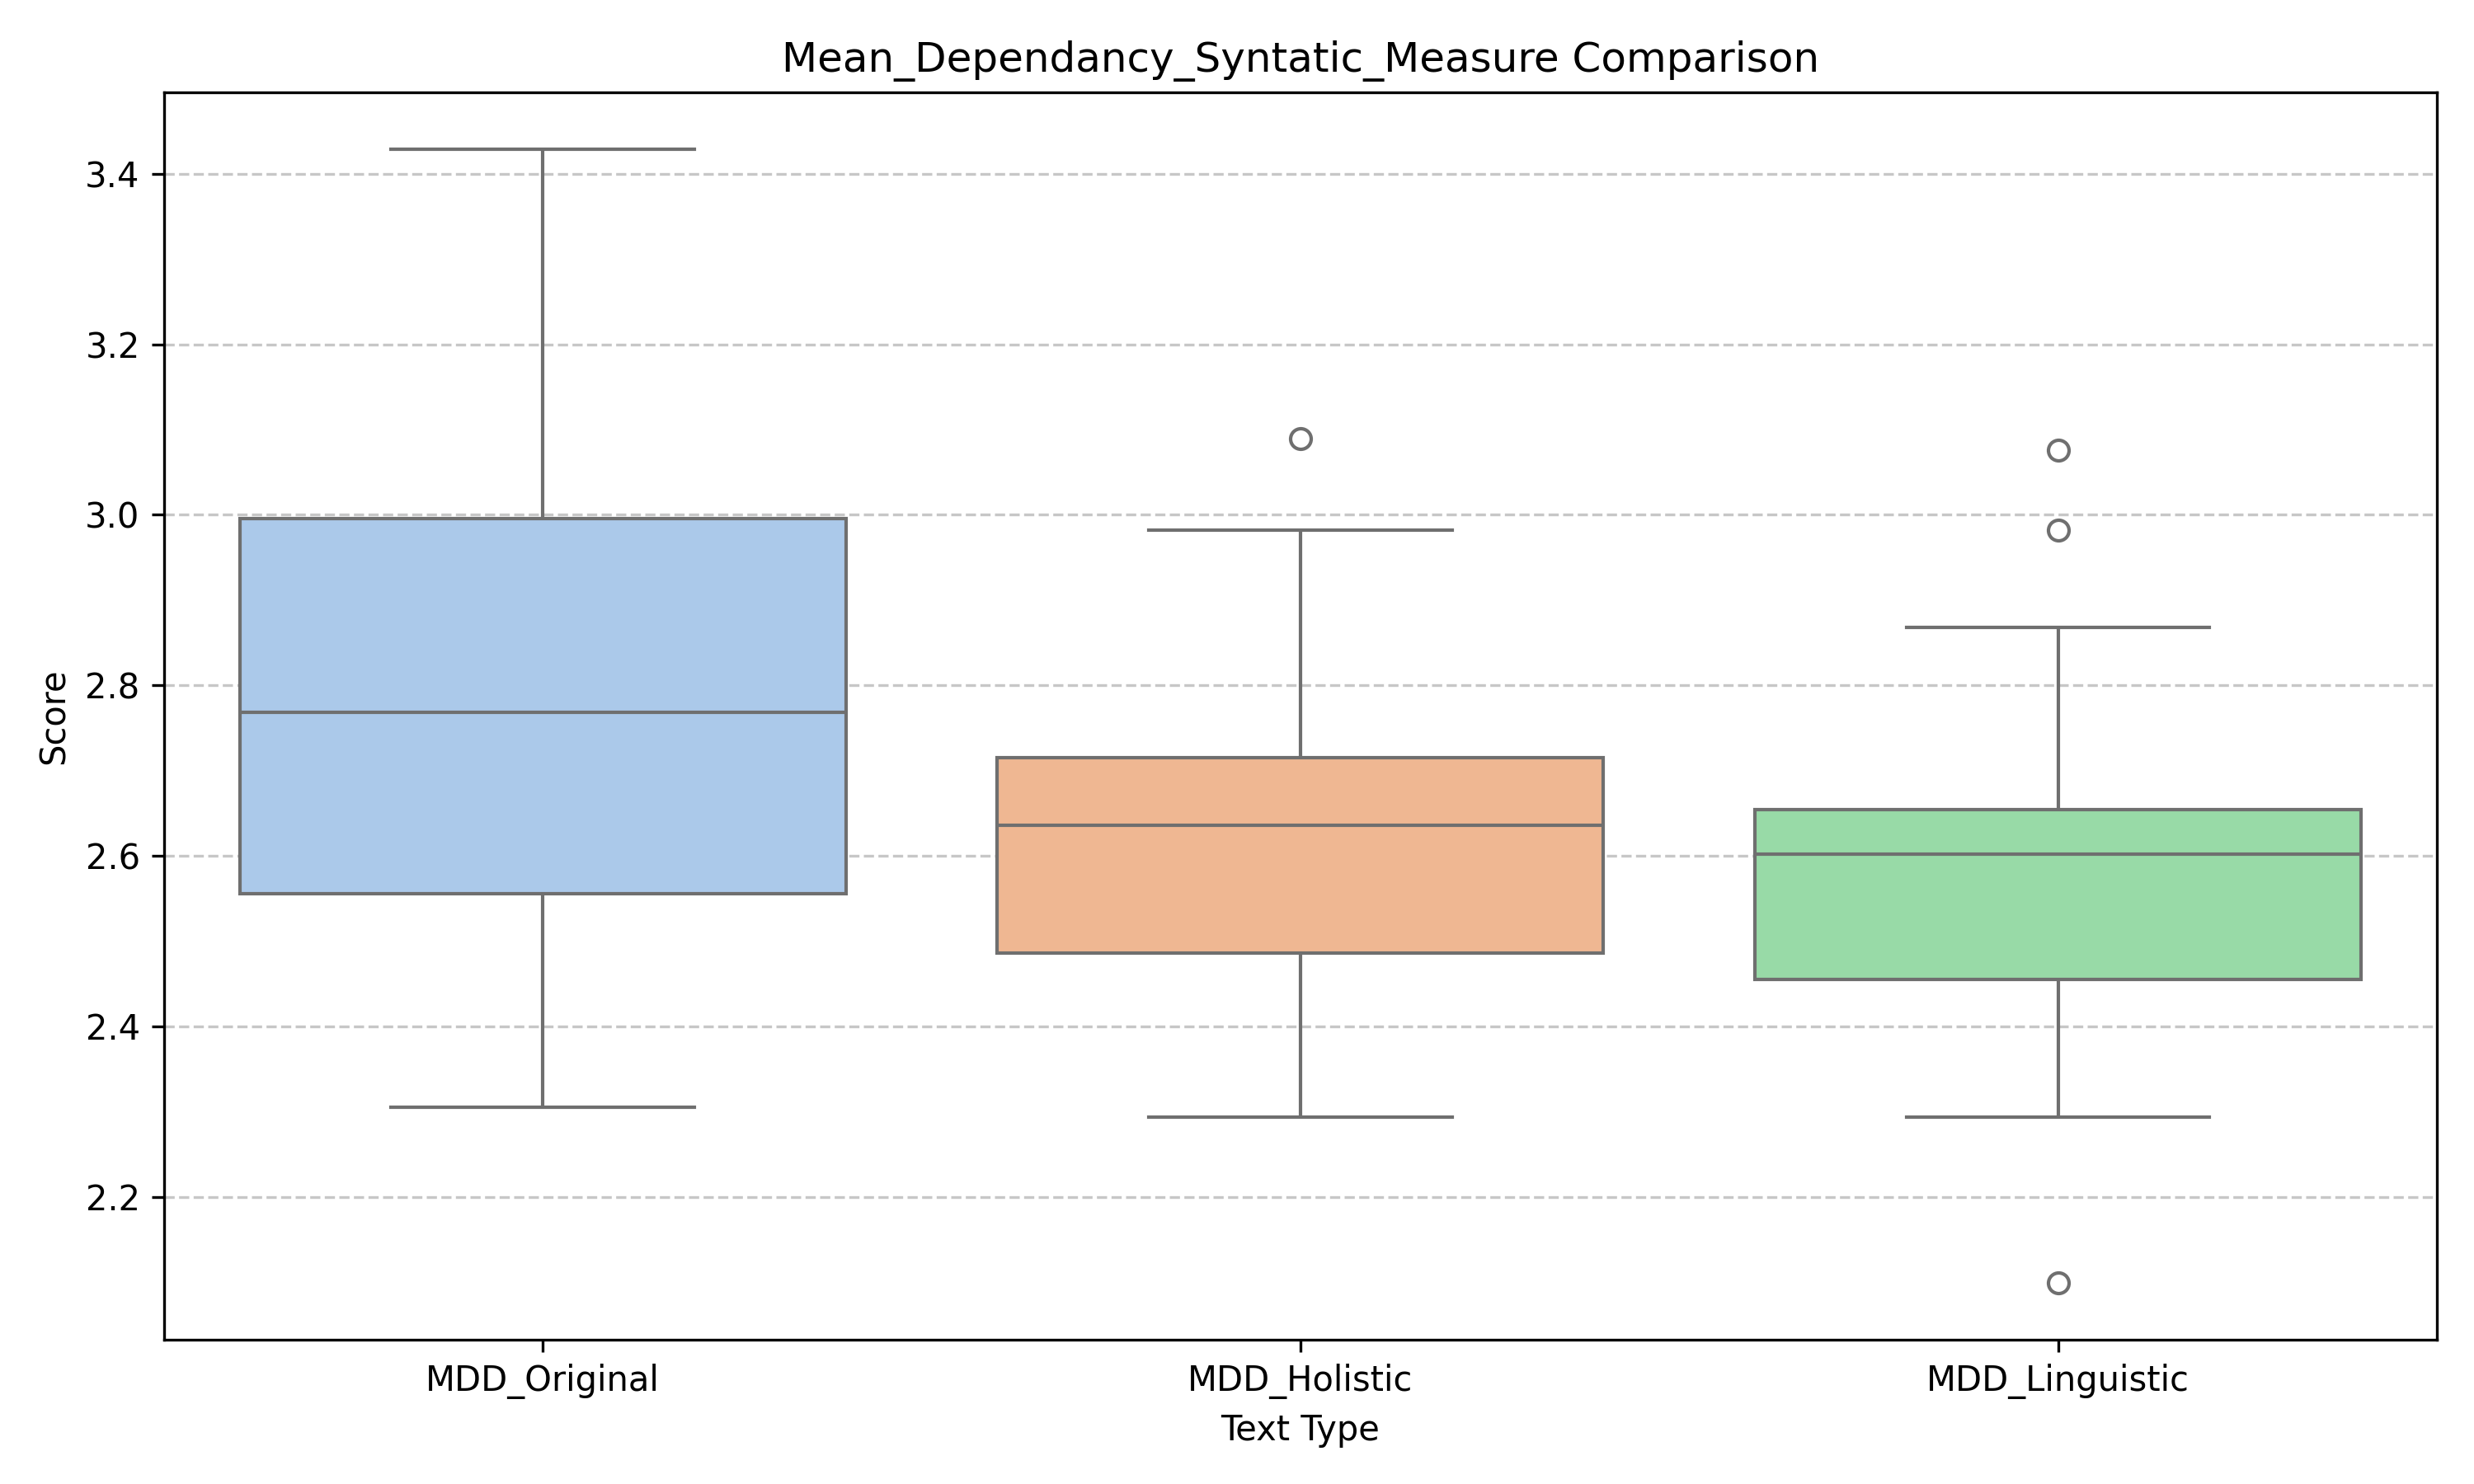 Mean_Dependancy_Syntatic_Measure Comparison
Score
3.4
3.2
3.0
2.8
2.6
2.4
2.2
MDD_Original
MDD_Holistic
MDD_Linguistic
Text Type